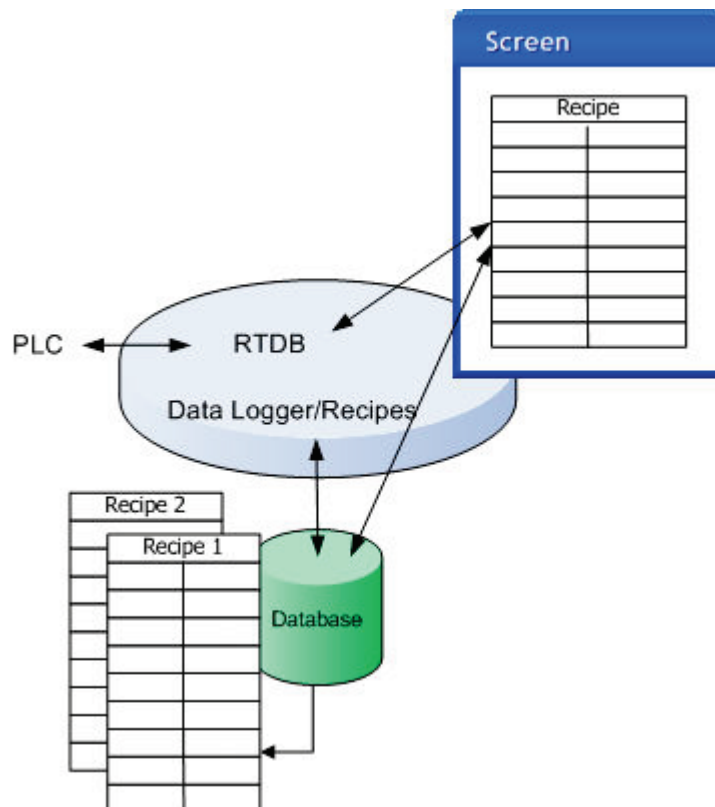 Screen
Recipe
PLC
RTDB
Data Logger/Recipes
Recipe 2
Recipe 1
Database